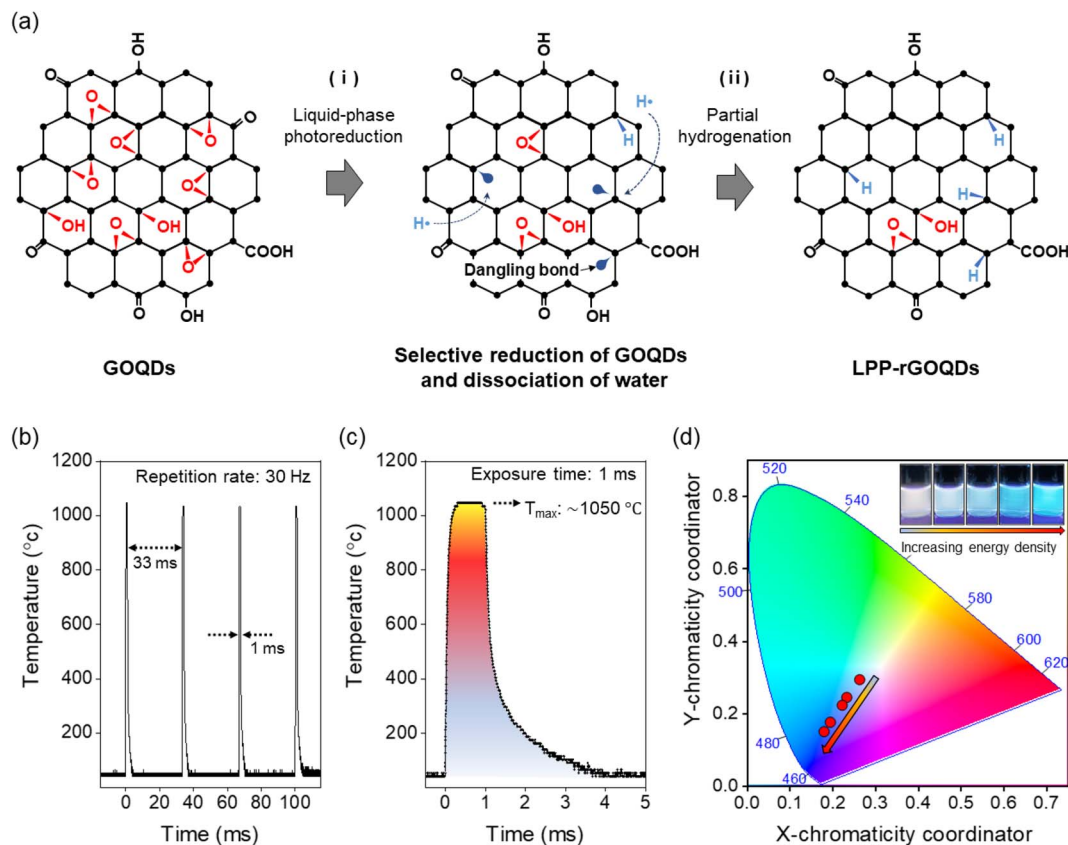 (a)
OH
O
O
O
O
O
O
O
O
OH
OH
O
O
O
COOH
O
OH
GOQDs
( i )
Liquid-phase
photoreduction
OH
O
H•
H
O
H•
OH
O
O
COOH
Dangling bond
O
OH
Selective reduction of GOQDs
and dissociation of water
( ii )
Partial
hydrogenation
OH
O
H
H
H
OH
O
O
COOH
H
O
LPP-rGOQDs
(b)
1200
1000
800
600
400
200
Temperature (°c)
Repetition rate: 30 Hz
33 ms
1 ms
0
20
40
60
80
100
Time (ms)
(c)
1200
1000
800
600
400
200
Temperature (°c)
Exposure time: 1 ms
Tmax: ~1050 ℃
0
1
2
3
4
5
Time (ms)
(d)
0.8
0.6
0.4
0.2
0.0
Y-chromaticity coordinator
520
540
500
580
600
620
480
460
Increasing energy density
0.0
0.1
0.2
0.3
0.4
0.5
0.6
0.7
X-chromaticity coordinator